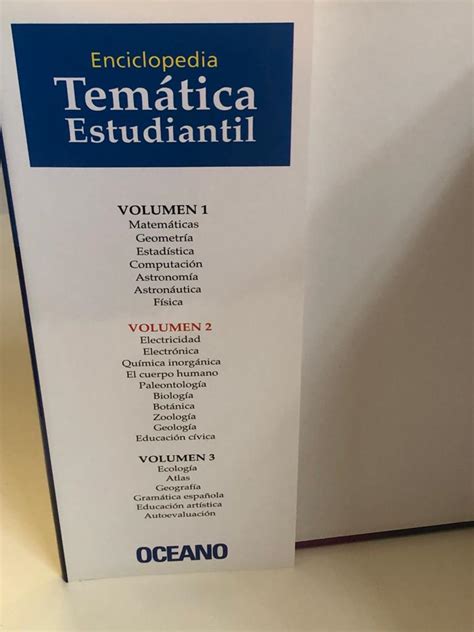 Enciclopedia
Temática
Estudiantil
VOLUMEN 1
Matemáticas
Geometría
Estadística
Computación
Astronomía
Astronáutica
Física
VOLUMEN 2
Electricidad
Electrónica
Química inorgánica
El cuerpo humano
Paleontología
Biología
Botánica
Zoología
Geología
Educación cívica
VOLUMEN 3
Ecología
Atlas
Geografía
Gramática española
Educación artística
Autoevaluación
OCEANO